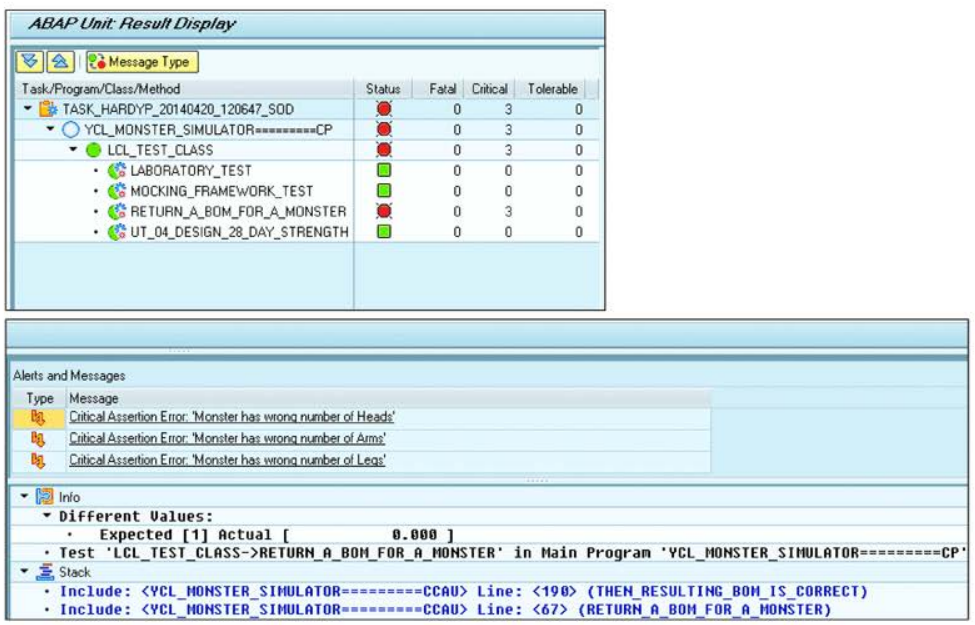 ABAP Unit: Result Display
Message Type
Task/Program/Class/Method Status Fatal Critical Tolerable
TASK_HARDYP_20140420_120647_SOD 0 3 0
YCL_MONSTER_SIMULATOR=========CP 0 3 0
LCL_TEST_CLASS 0 3 0
LABORATORY_TEST 0 0 0
MOCKING_FRAMEWORK_TEST 0 0 0
RETURN_A_BOM_FOR_A_MONSTER 0 3 0
UT_04_DESIGN_28_DAY_STRENGTH 0 0 0
Alerts and Messages
Type Message
Critical Assertion Error: 'Monster has wrong number of Heads'
Critical Assertion Error: 'Monster has wrong number of Arms'
Critical Assertion Error: 'Monster has wrong number of Legs'
Info
Different Values:
Expected [1] Actual [ 0.000 ]
Test 'LCL_TEST_CLASS->RETURN_A_BOM_FOR_A_MONSTER' in Main Program 'YCL_MONSTER_SIMULATOR=========CP'
Stack
Include: <YCL_MONSTER_SIMULATOR=========CCAU> Line: <190> (THEN_RESULTING_BOM_IS_CORRECT)
Include: <YCL_MONSTER_SIMULATOR=========CCAU> Line: <67> (RETURN_A_BOM_FOR_A_MONSTER)